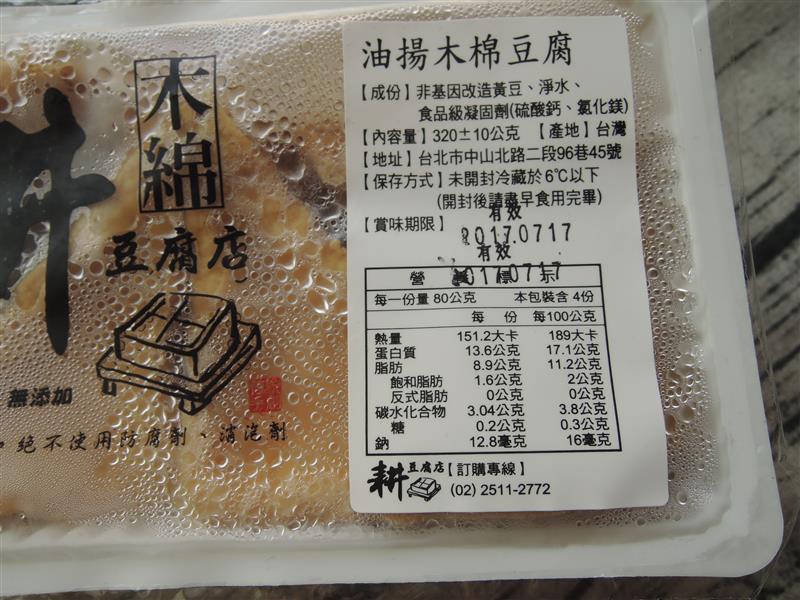 木
綿
耕
豆腐店
無添加
絕不使用防腐劑、消泡劑
油揚木棉豆腐
【成份】非基因改造黃豆、淨水、
食品級凝固劑(硫酸鈣、氯化鎂)
【內容量】320±10公克 【產地】台灣
【地址】台北市中山北路二段96巷45號
【保存方式】未開封冷藏於6℃以下
(開封後請盡早食用完畢)
【賞味期限】有效
2017.0717
有效
2017.0717
營養標示
每一份量 80公克 本包裝含 4份
每 份 每100公克
熱量 151.2大卡 189大卡
蛋白質 13.6公克 17.1公克
脂肪 8.9公克 11.2公克
飽和脂肪 1.6公克 2公克
反式脂肪 0公克 0公克
碳水化合物 3.04公克 3.8公克
糖 0.2公克 0.3公克
鈉 12.8毫克 16毫克
耕 豆腐店 【訂購專線】
(02) 2511-2772